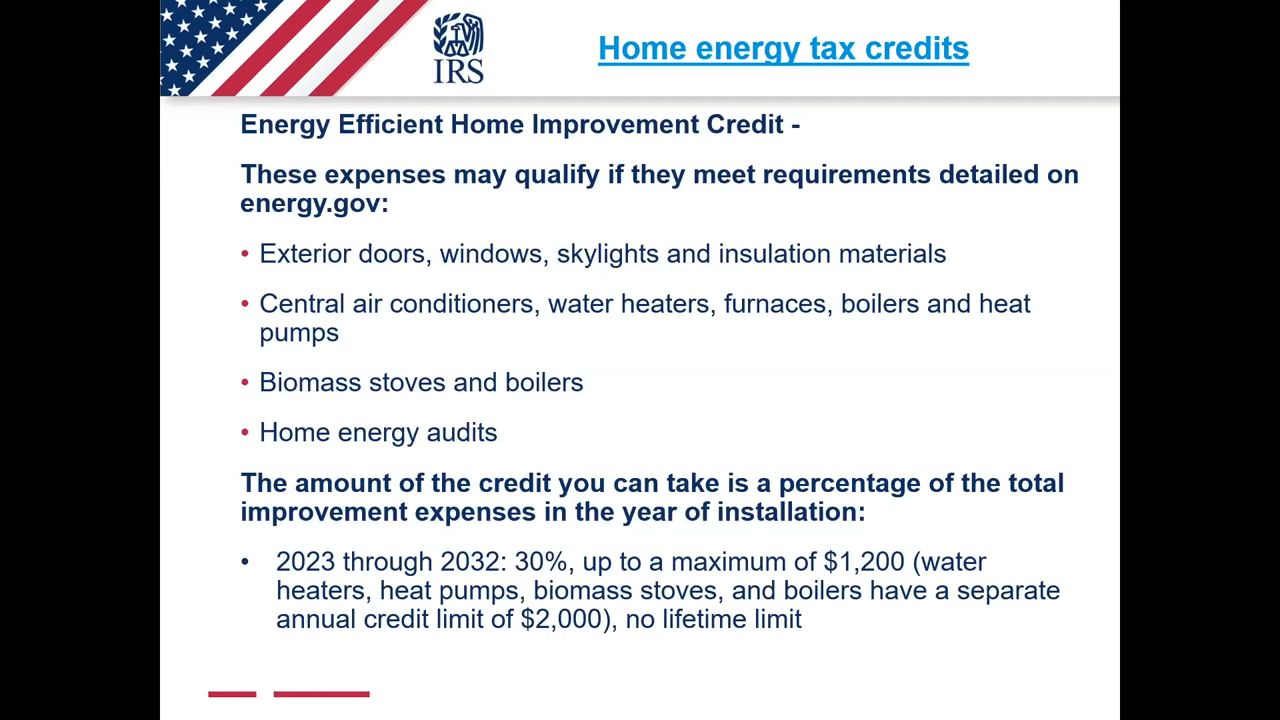 IRS
Home energy tax credits
Energy Efficient Home Improvement Credit -
These expenses may qualify if they meet requirements detailed on
energy.gov:
• Exterior doors, windows, skylights and insulation materials
• Central air conditioners, water heaters, furnaces, boilers and heat
pumps
• Biomass stoves and boilers
• Home energy audits
The amount of the credit you can take is a percentage of the total
improvement expenses in the year of installation:
• 2023 through 2032: 30%, up to a maximum of $1,200 (water
heaters, heat pumps, biomass stoves, and boilers have a separate
annual credit limit of $2,000), no lifetime limit